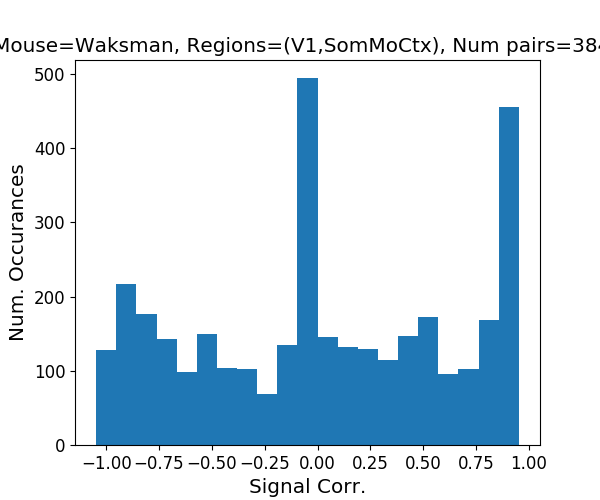 Mouse=Waksman, Regions=(V1,SomMoCtx), Num pairs=384
500
400
300
200
100
0
Num. Occurances
−1.00 −0.75 −0.50 −0.25 0.00 0.25 0.50 0.75 1.00
Signal Corr.